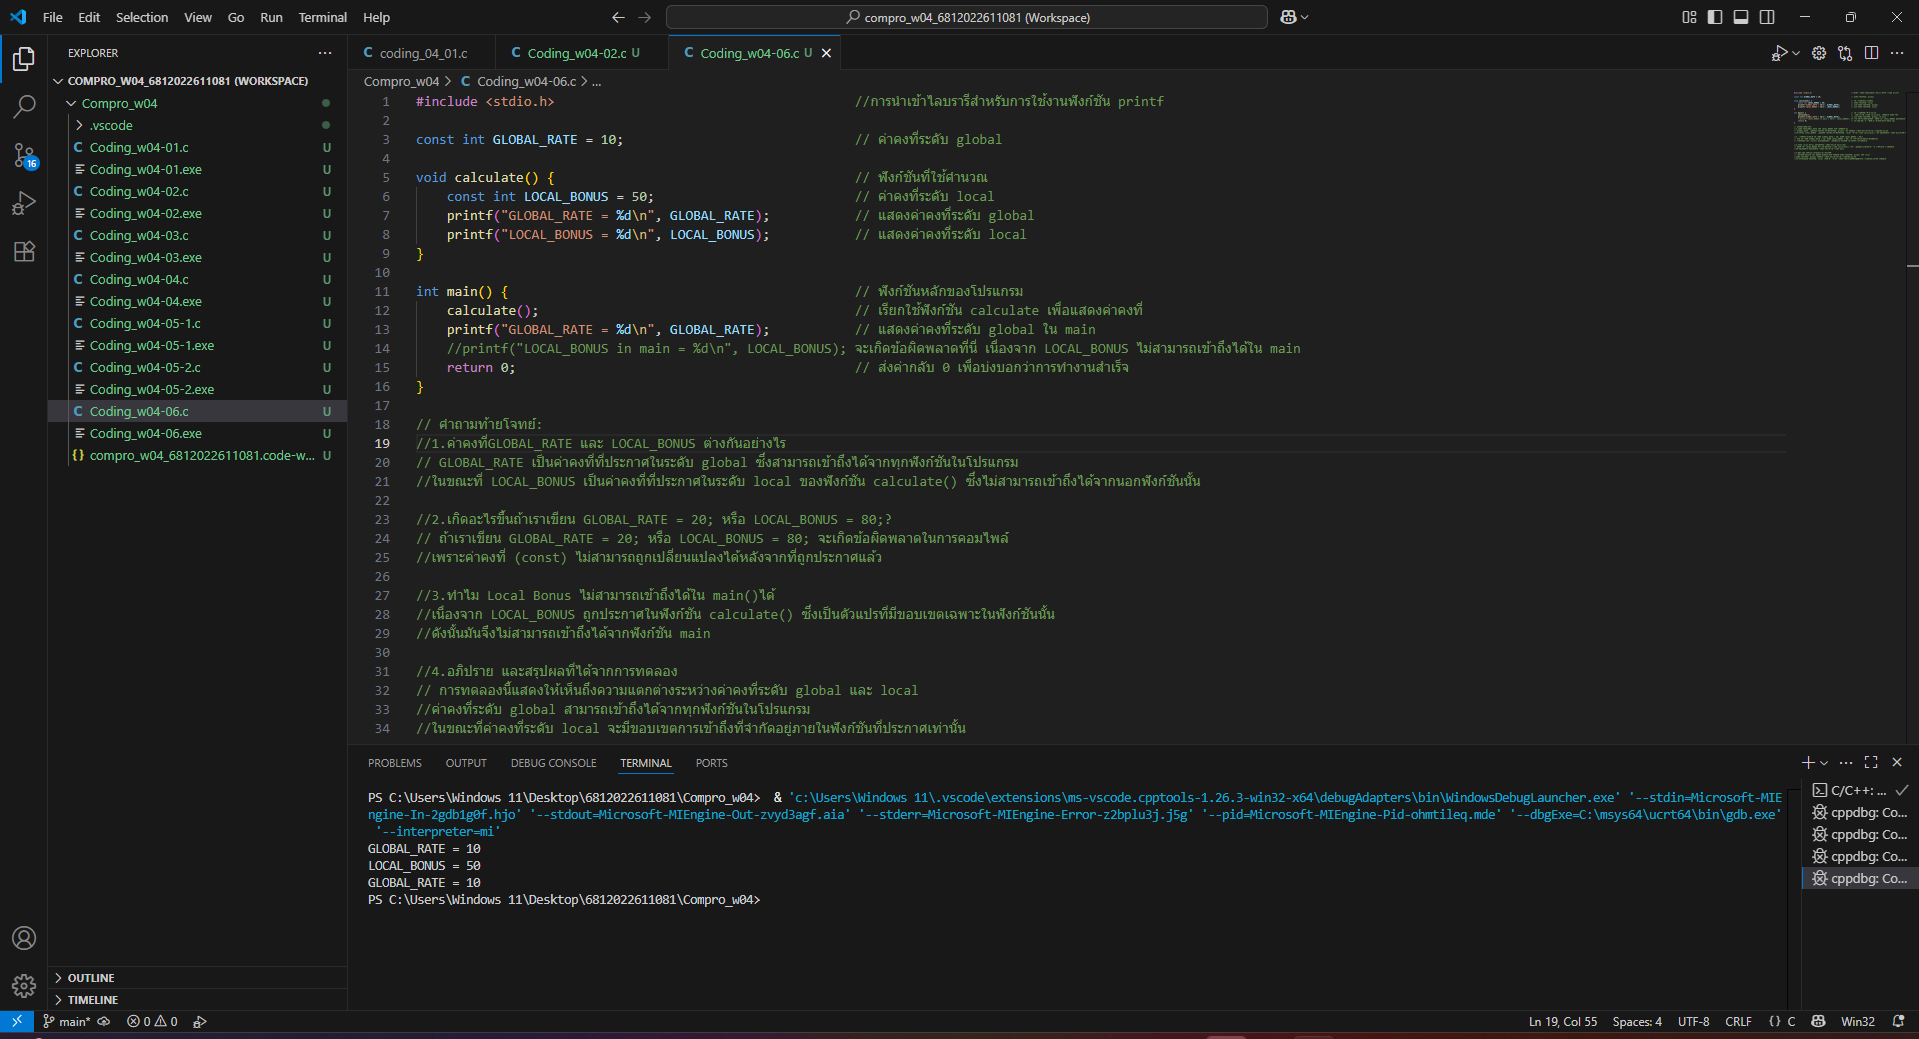 File Edit Selection View Go Run Terminal Help
compro_w04_6812022611081 (Workspace)
EXPLORER
COMPRO_W04_6812022611081 (WORKSPACE)
Compro_w04
.vscode
Coding_w04-01.c U
Coding_w04-01.exe U
Coding_w04-02.c U
Coding_w04-02.exe U
Coding_w04-03.c U
Coding_w04-03.exe U
Coding_w04-04.c U
Coding_w04-04.exe U
Coding_w04-05-1.c U
Coding_w04-05-1.exe U
Coding_w04-05-2.c U
Coding_w04-05-2.exe U
Coding_w04-06.c U
Coding_w04-06.exe U
{} compro_w04_6812022611081.code-w... U
16
OUTLINE
TIMELINE
C coding_04_01.c C Coding_w04-02.c U C Coding_w04-06.c U
Compro_w04 > C Coding_w04-06.c > ...
1 #include <stdio.h> //การนำเข้าไลบรารีสำหรับการใช้งานฟังก์ชัน printf
2
3 const int GLOBAL_RATE = 10; // ค่าคงที่ระดับ global
4
5 void calculate() { // ฟังก์ชันที่ใช้คำนวณ
6 const int LOCAL_BONUS = 50; // ค่าคงที่ระดับ local
7 printf("GLOBAL_RATE = %d\n", GLOBAL_RATE); // แสดงค่าคงที่ระดับ global
8 printf("LOCAL_BONUS = %d\n", LOCAL_BONUS); // แสดงค่าคงที่ระดับ local
9 }
10
11 int main() { // ฟังก์ชันหลักของโปรแกรม
12 calculate(); // เรียกใช้ฟังก์ชัน calculate เพื่อแสดงค่าคงที่
13 printf("GLOBAL_RATE = %d\n", GLOBAL_RATE); // แสดงค่าคงที่ระดับ global ใน main
14 //printf("LOCAL_BONUS in main = %d\n", LOCAL_BONUS); จะเกิดข้อผิดพลาดที่นี่ เนื่องจาก LOCAL_BONUS ไม่สามารถเข้าถึงได้ใน main
15 return 0; // ส่งค่ากลับ 0 เพื่อบ่งบอกว่าการทำงานสำเร็จ
16 }
17
18 // คำถามท้ายโจทย์:
19 //1.ค่าคงที่GLOBAL_RATE และ LOCAL_BONUS ต่างกันอย่างไร
20 // GLOBAL_RATE เป็นค่าคงที่ที่ประกาศในระดับ global ซึ่งสามารถเข้าถึงได้จากทุกฟังก์ชันในโปรแกรม
21 //ในขณะที่ LOCAL_BONUS เป็นค่าคงที่ที่ประกาศในระดับ local ของฟังก์ชัน calculate() ซึ่งไม่สามารถเข้าถึงได้จากนอกฟังก์ชันนั้น
22
23 //2.เกิดอะไรขึ้นถ้าเราเขียน GLOBAL_RATE = 20; หรือ LOCAL_BONUS = 80;?
24 // ถ้าเราเขียน GLOBAL_RATE = 20; หรือ LOCAL_BONUS = 80; จะเกิดข้อผิดพลาดในการคอมไพล์
25 //เพราะค่าคงที่ (const) ไม่สามารถถูกเปลี่ยนแปลงได้หลังจากที่ถูกประกาศแล้ว
26
27 //3.ทำไม Local Bonus ไม่สามารถเข้าถึงได้ใน main()ได้
28 //เนื่องจาก LOCAL_BONUS ถูกประกาศในฟังก์ชัน calculate() ซึ่งเป็นตัวแปรที่มีขอบเขตเฉพาะในฟังก์ชันนั้น
29 //ดังนั้นมันจึงไม่สามารถเข้าถึงได้จากฟังก์ชัน main
30
31 //4.อภิปราย และสรุปผลที่ได้จากการทดลอง
32 // การทดลองนี้แสดงให้เห็นถึงความแตกต่างระหว่างค่าคงที่ระดับ global และ local
33 //ค่าคงที่ระดับ global สามารถเข้าถึงได้จากทุกฟังก์ชันในโปรแกรม
34 //ในขณะที่ค่าคงที่ระดับ local จะมีขอบเขตการเข้าถึงที่จำกัดอยู่ภายในฟังก์ชันที่ประกาศเท่านั้น
PROBLEMS OUTPUT DEBUG CONSOLE TERMINAL PORTS
PS C:\Users\Windows 11\Desktop\6812022611081\Compro_w04> & 'c:\Users\Windows 11\.vscode\extensions\ms-vscode.cpptools-1.26.3-win32-x64\debugAdapters\bin\WindowsDebugLauncher.exe' '--stdin=Microsoft-MIE
ngine-In-2gdb1g0f.hjo' '--stdout=Microsoft-MIEngine-Out-zvyd3agf.aia' '--stderr=Microsoft-MIEngine-Error-z2bplu3j.j5g' '--pid=Microsoft-MIEngine-Pid-ohmtileq.mde' '--dbgExe=C:\msys64\ucrt64\bin\gdb.exe'
'--interpreter=mi'
GLOBAL_RATE = 10
LOCAL_BONUS = 50
GLOBAL_RATE = 10
PS C:\Users\Windows 11\Desktop\6812022611081\Compro_w04>
C/C++: ...
cppdbg: Co...
cppdbg: Co...
cppdbg: Co...
cppdbg: Co...
main* 0 0 Ln 19, Col 55 Spaces: 4 UTF-8 CRLF {} C Win32